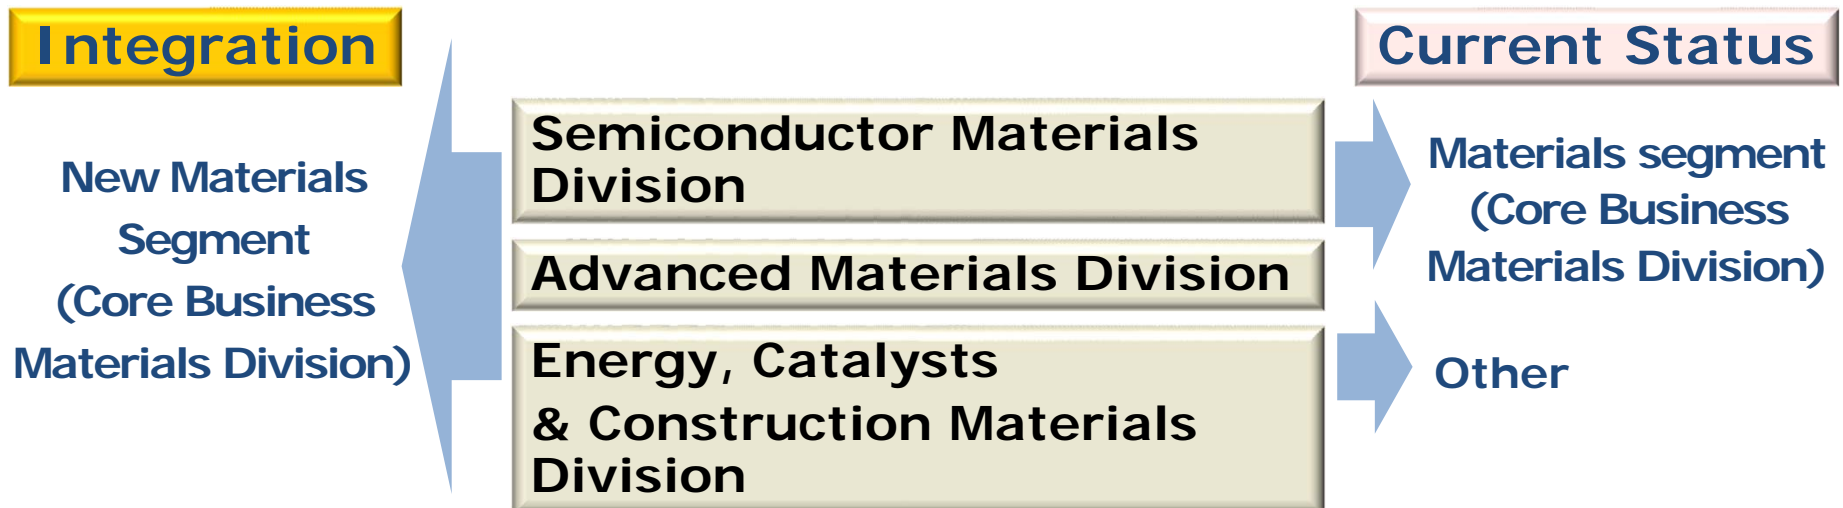 Integration
New Materials
Segment
(Core Business
Materials Division)
Semiconductor Materials
Division
Advanced Materials Division
Energy, Catalysts
& Construction Materials
Division
Current Status
Materials segment
(Core Business
Materials Division)
Other